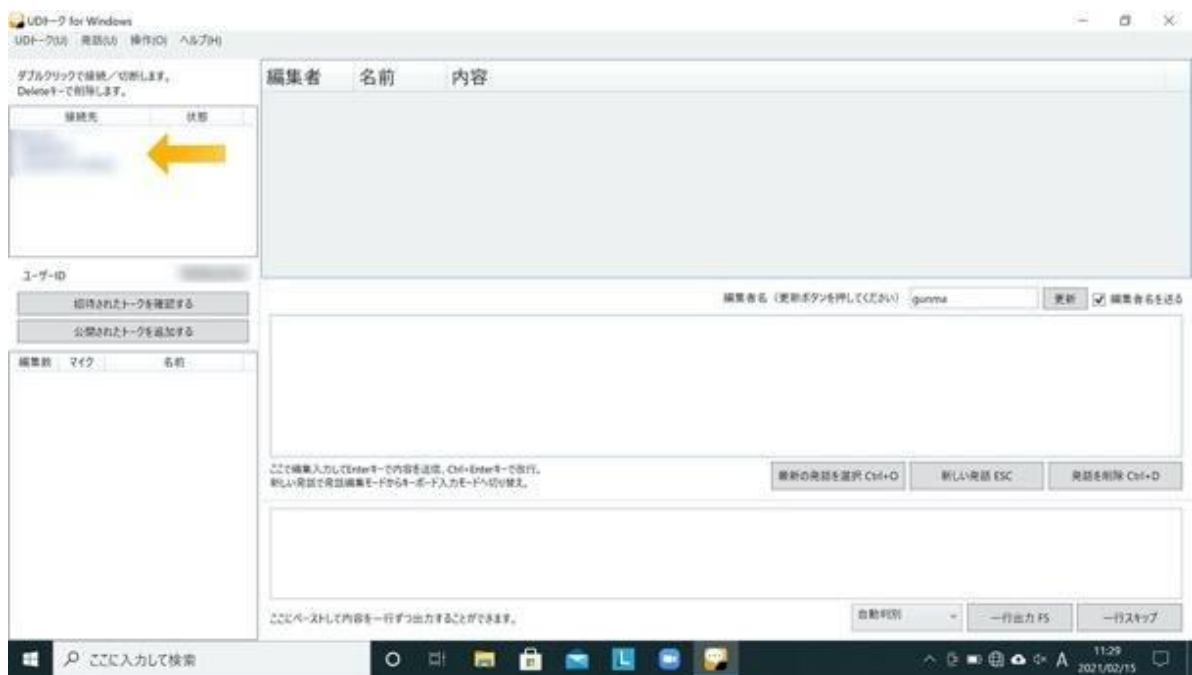 UDトーク for Windows
UDトーク(U) 発話(U) 操作(O) ヘルプ(H)
ダブルクリックで接続／切断します。
Deleteキーで削除します。
接続先 状態
ユーザーID
招待されたトークを確認する
公開されたトークを追加する
編集数 マイク 名前
編集者 名前 内容
編集者名（更新ボタンを押してください） gunma 更新 編集者名を送る
ここで編集入力してEnterキーで内容を送信、Ctrl+Enterキーで改行。
新しい発話で発話編集モードからキーボード入力モードへ切り替え。
最新の発話を選択 Ctrl+O 新しい発話 ESC 発話を削除 Ctrl+D
ここにペーストして内容を一行ずつ出力することができます。
自動判別 一行出力 F5 一行スキップ
ここに入力して検索
A 11:29
2021/02/15